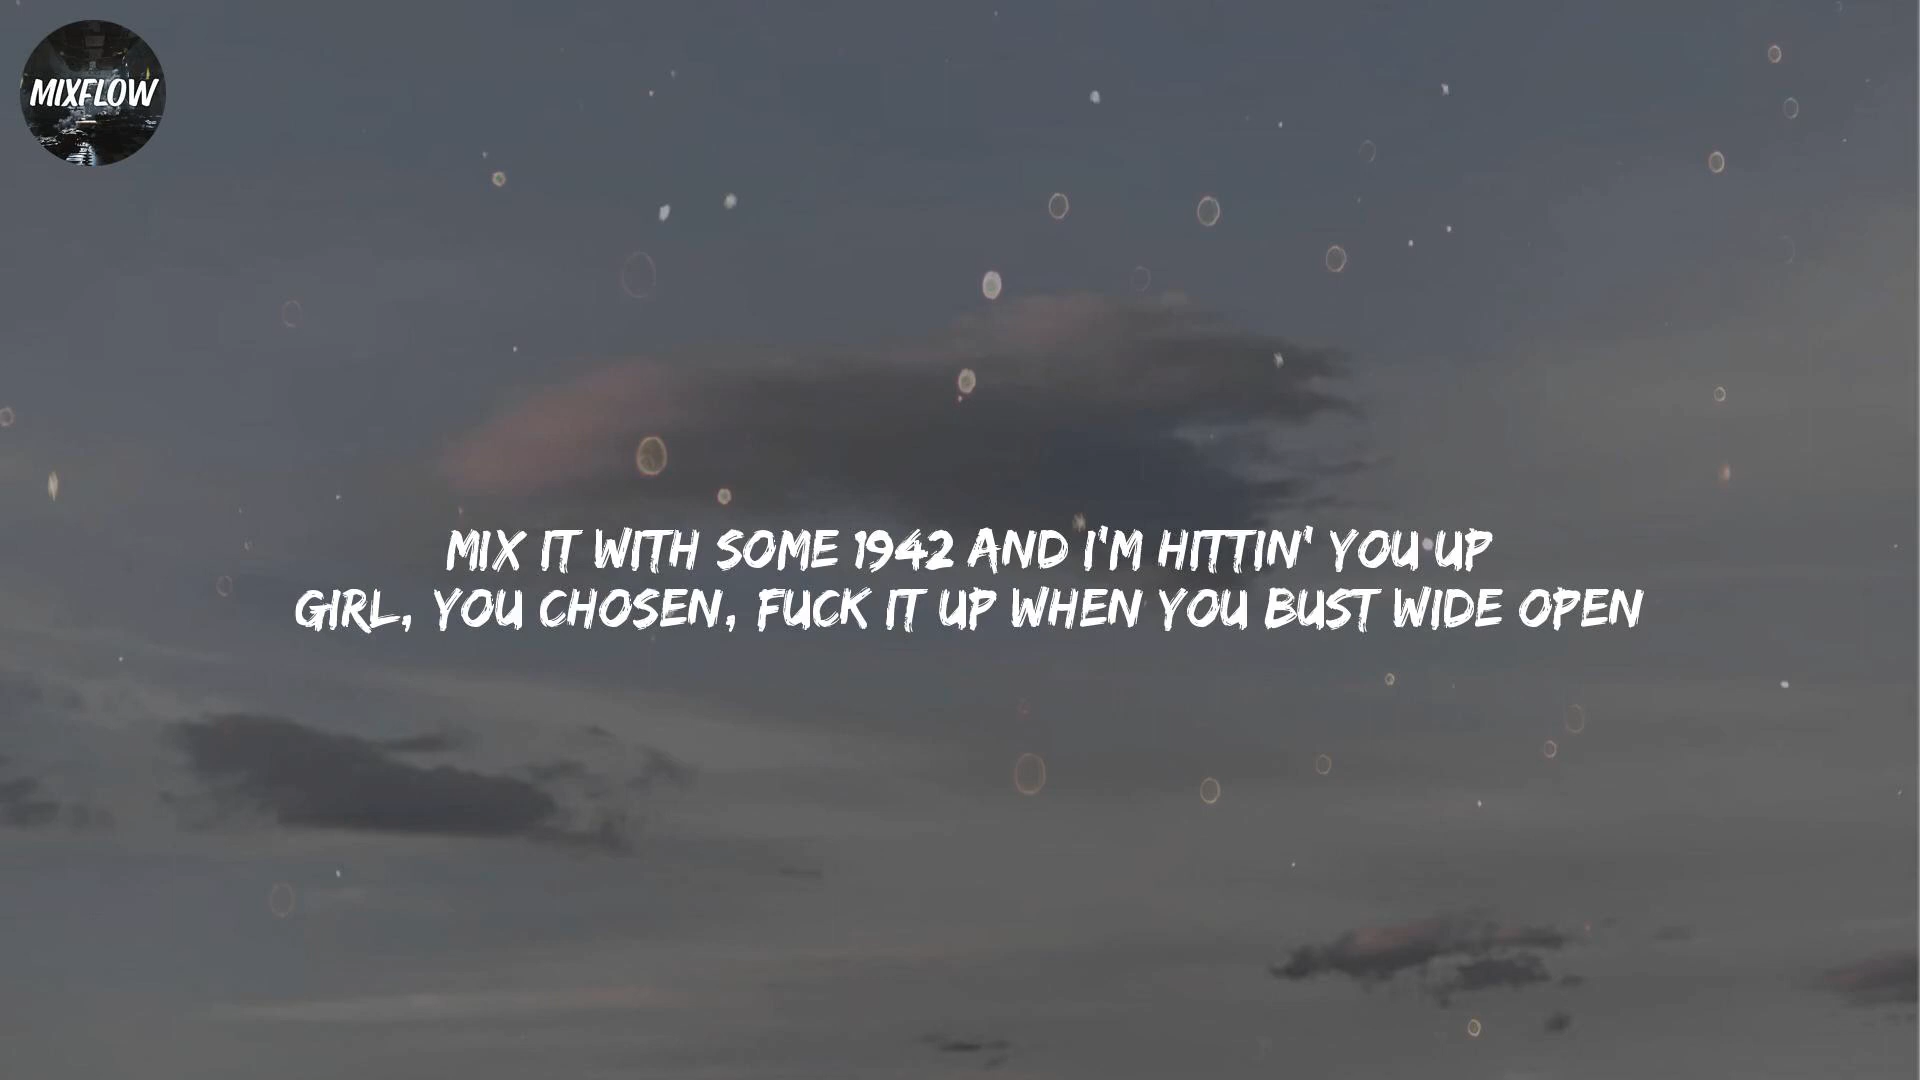 MIXFLOW
MIX IT WITH SOME 1942 AND I'M HITTIN' YOU UP
GIRL, YOU CHOSEN, FUCK IT UP WHEN YOU BUST WIDE OPEN